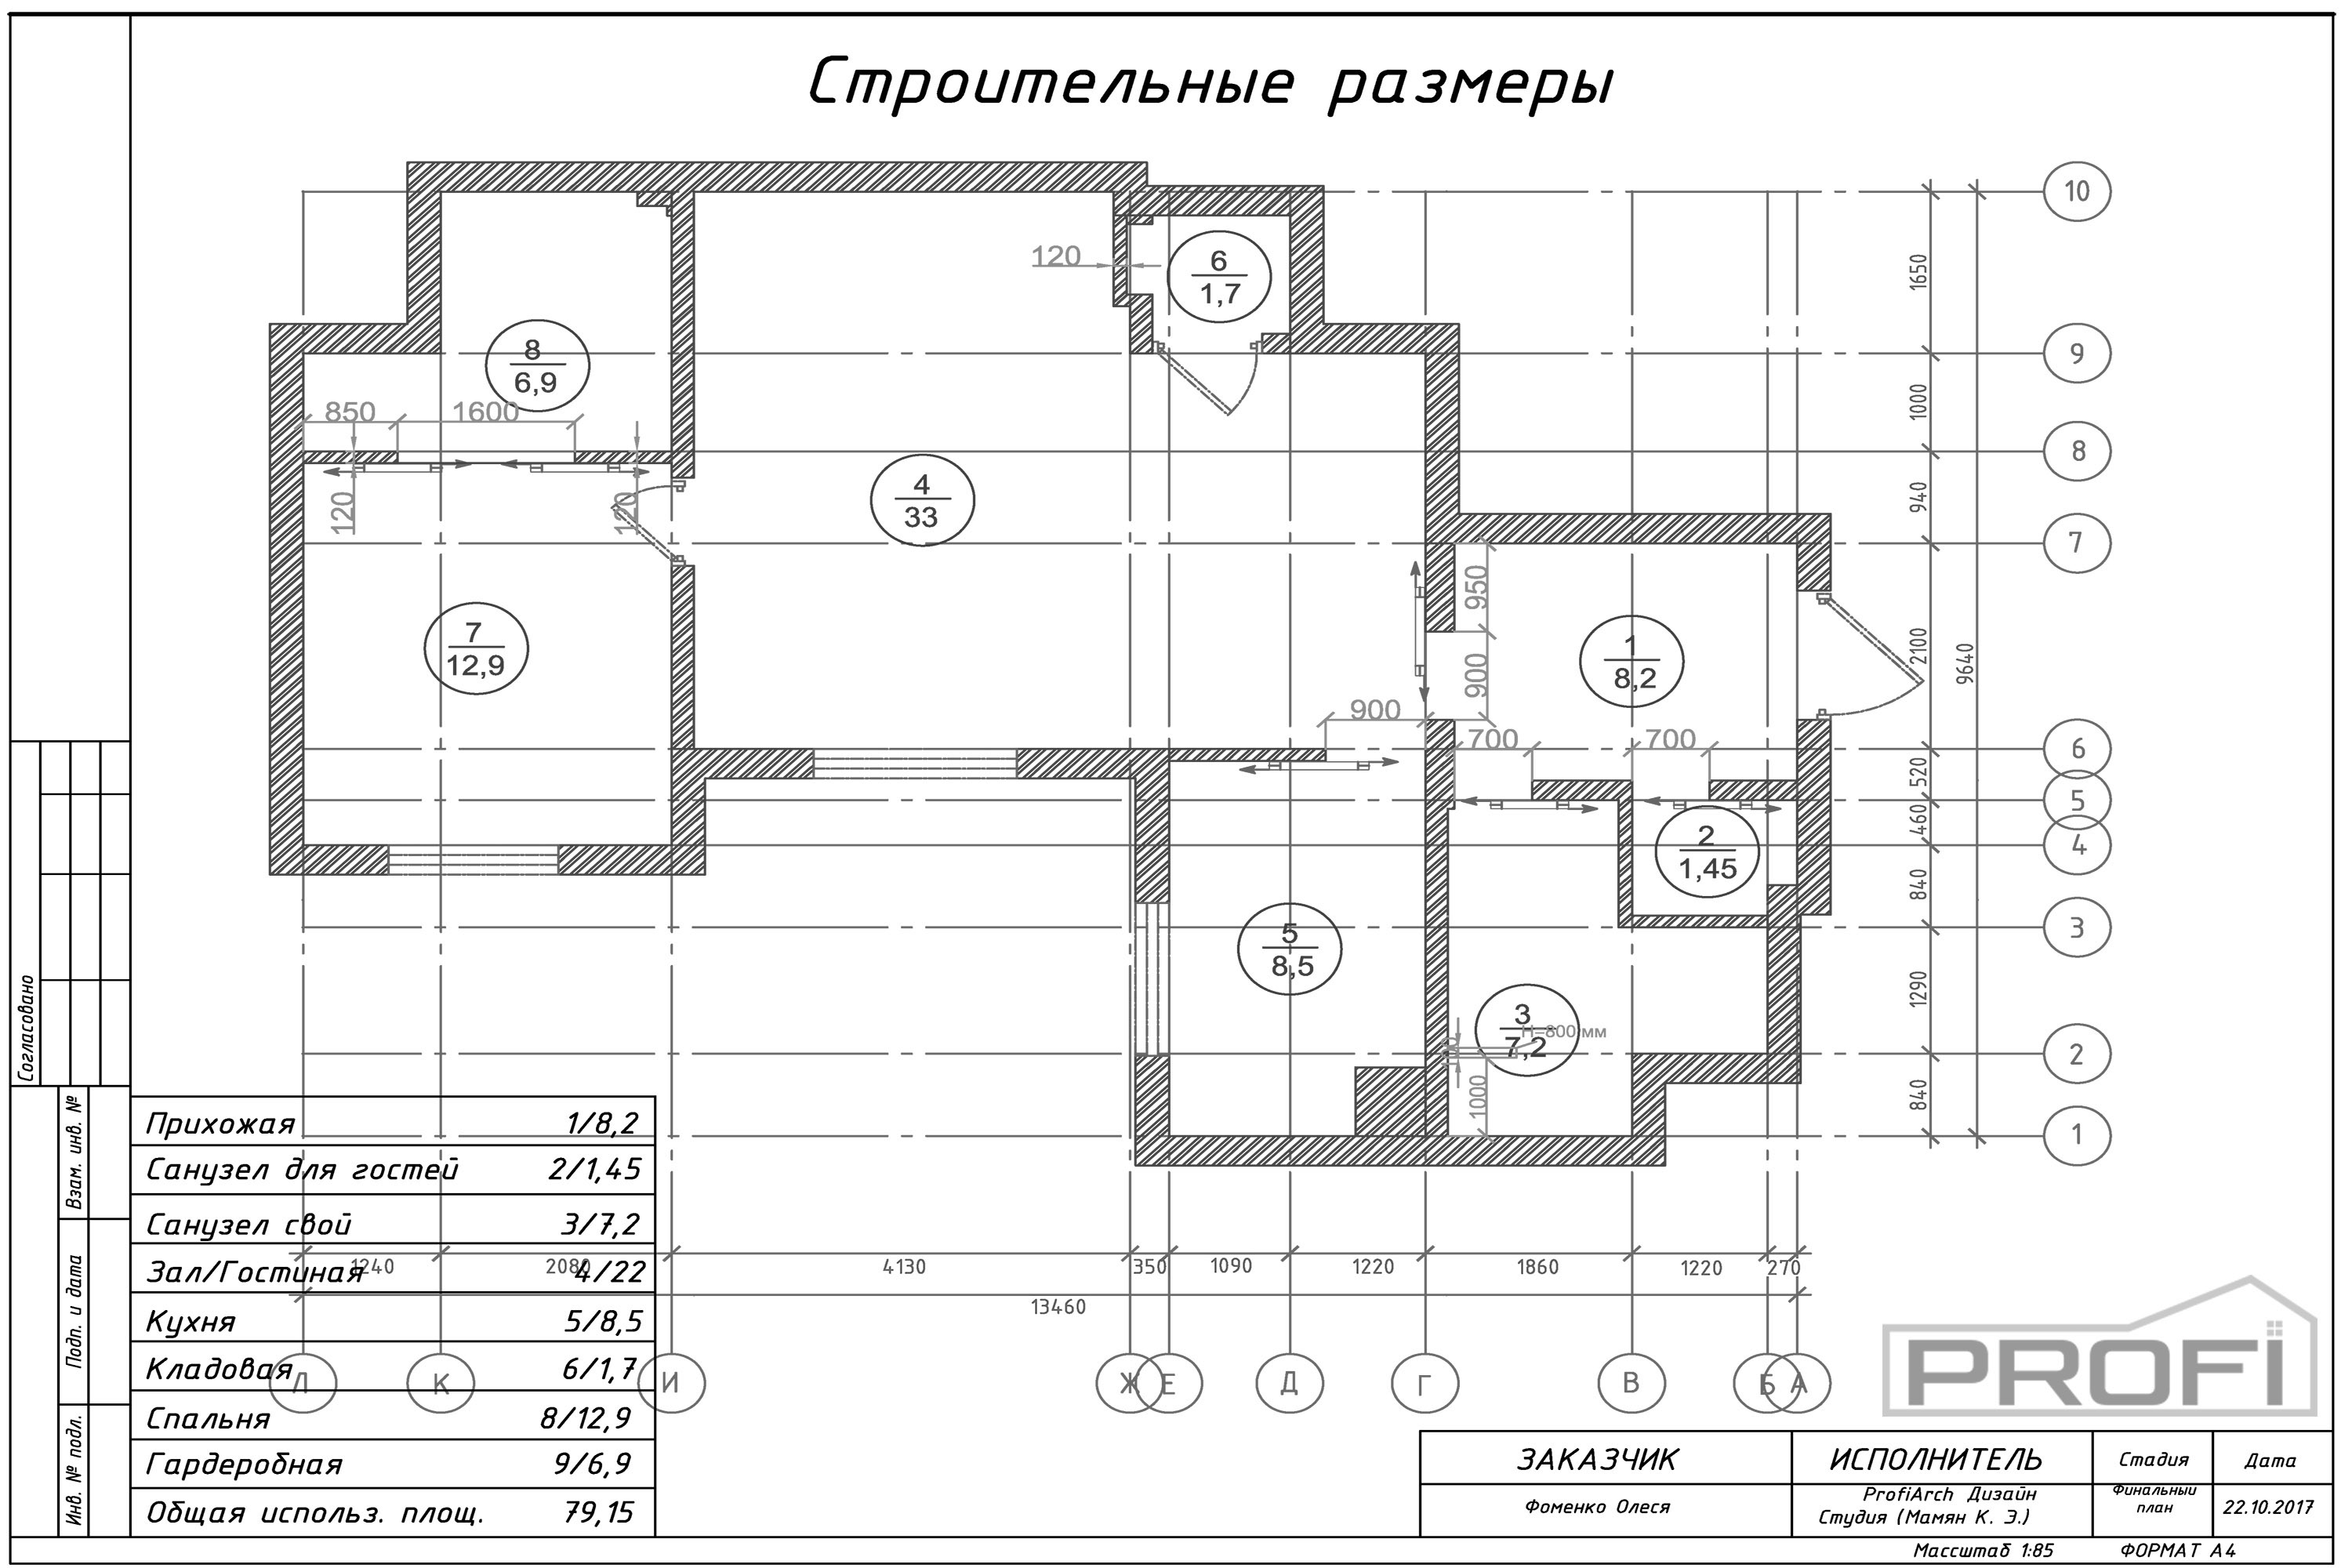 Строительные размеры
10
9
8
7
6
5
4
3
2
1
1650
1000
940
2100
520
460
840
1290
840
9640
120
6
1,7
8
6,9
850
1600
120
120
4
33
7
12,9
950
900
900
1
8,2
700
700
2
1,45
5
8,5
3
7,2
H=800 мм
1000
1240
2080
4130
350
1090
1220
1860
1220
270
13460
Л
К
И
Ж
Е
Д
Г
В
Б
А
Согласовано
Взам. инв. №
Подп. и дата
Инв. № подл.
Прихожая 1/8,2
Санузел для гостей 2/1,45
Санузел свой 3/7,2
Зал/Гостиная 4/22
Кухня 5/8,5
Кладовая 6/1,7
Спальня 8/12,9
Гардеробная 9/6,9
Общая использ. площ. 79,15
PROFi
ЗАКАЗЧИК
ИСПОЛНИТЕЛЬ
Стадия
Дата
Фоменко Олеся
ProfiArch Дизайн
Студия (Мамян К. Э.)
Финальный
план
22.10.2017
Массштаб 1:85
ФОРМАТ А4